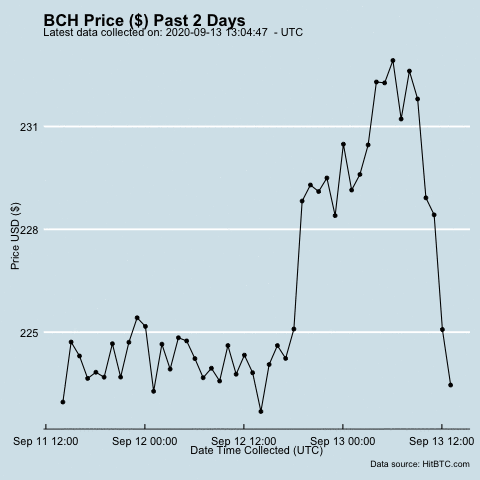 BCH Price ($) Past 2 Days
Latest data collected on: 2020-09-13 13:04:47 - UTC
231
228
225
Price USD ($)
Sep 11 12:00 Sep 12 00:00 Sep 12 12:00 Sep 13 00:00 Sep 13 12:00
Date Time Collected (UTC)
Data source: HitBTC.com